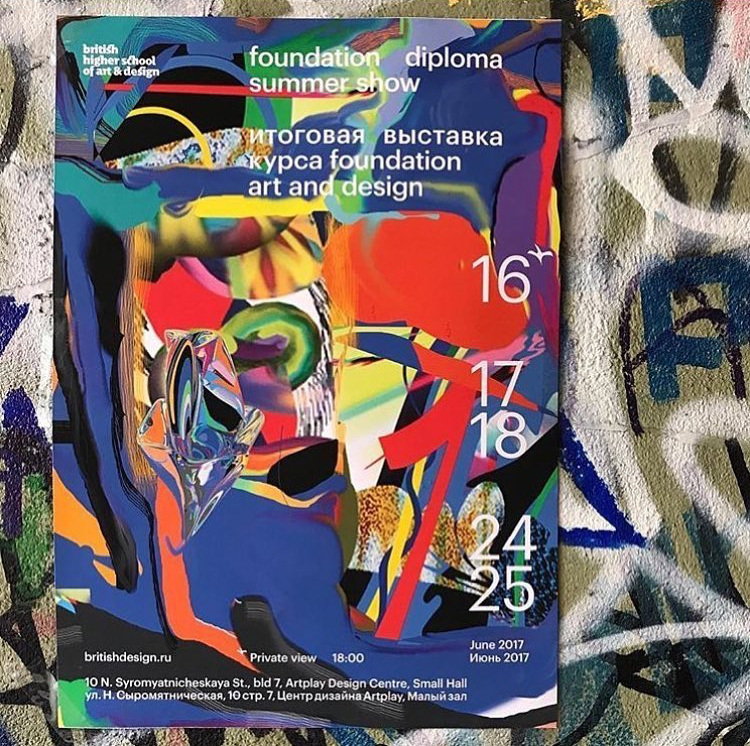 british
higher school
of art & design
foundation diploma
summer show
итоговая выставка
курса foundation
art and design
16
17
18
24
25
June 2017
Июнь 2017
britishdesign.ru
Private view 18:00
10 N. Syromyatnicheskaya St., bld 7, Artplay Design Centre, Small Hall
ул. Н. Сыромятническая, 10 стр. 7, Центр дизайна Artplay, Малый зал